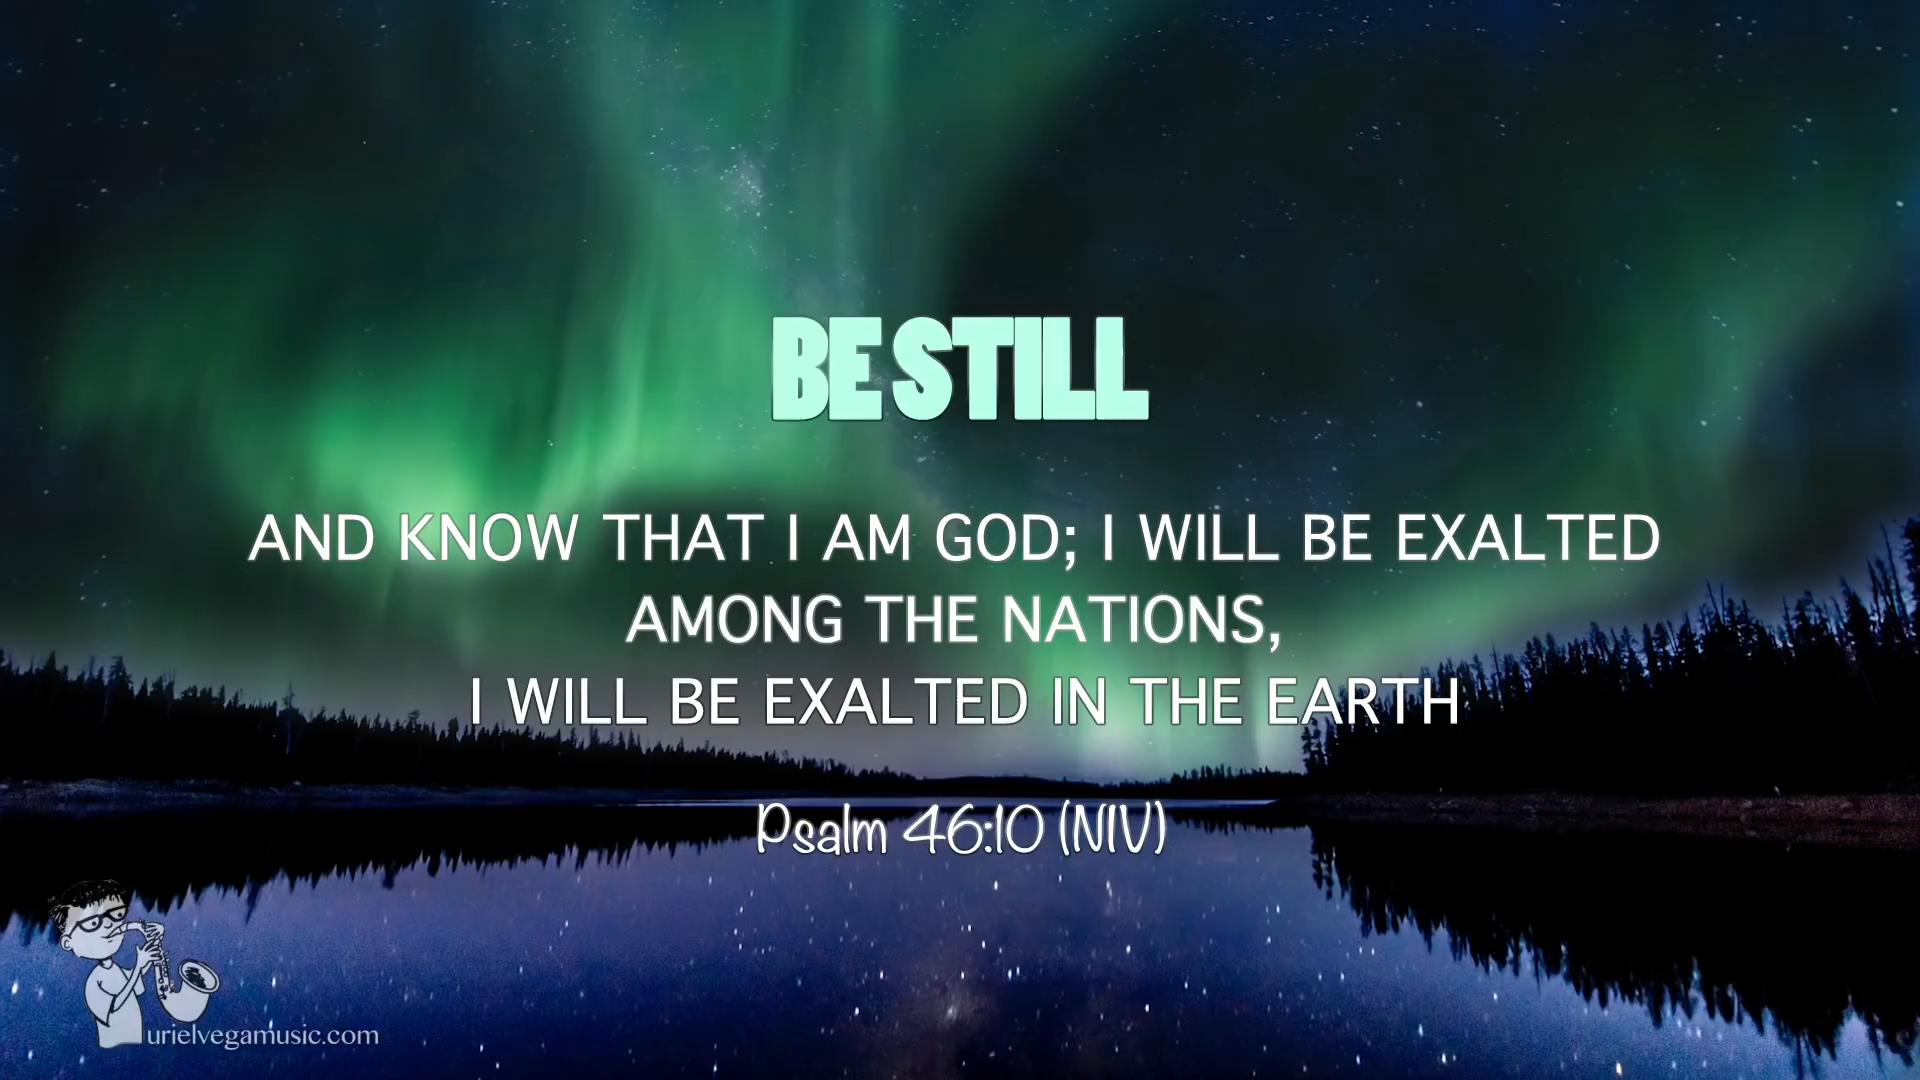 BE STILL
AND KNOW THAT I AM GOD; I WILL BE EXALTED
AMONG THE NATIONS,
I WILL BE EXALTED IN THE EARTH
Psalm 46:10 (NIV)
urielvegamusic.com